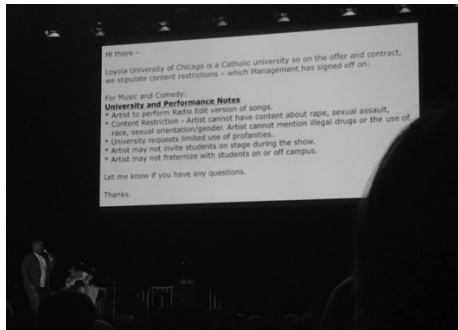 Hi there –
Loyola University of Chicago is a Catholic university so on the offer and contract,
we stipulate content restrictions – which Management has signed off on:
For Music and Comedy:
University and Performance Notes
* Artist to perform Radio Edit version of songs.
* Content Restriction – Artist cannot have content about rape, sexual assault,
race, sexual orientation/gender. Artist cannot mention illegal drugs or the use of.
* University requests limited use of profanities.
* Artist may not invite students on stage during the show.
* Artist may not fraternize with students on or off campus.
Let me know if you have any questions.
Thanks.